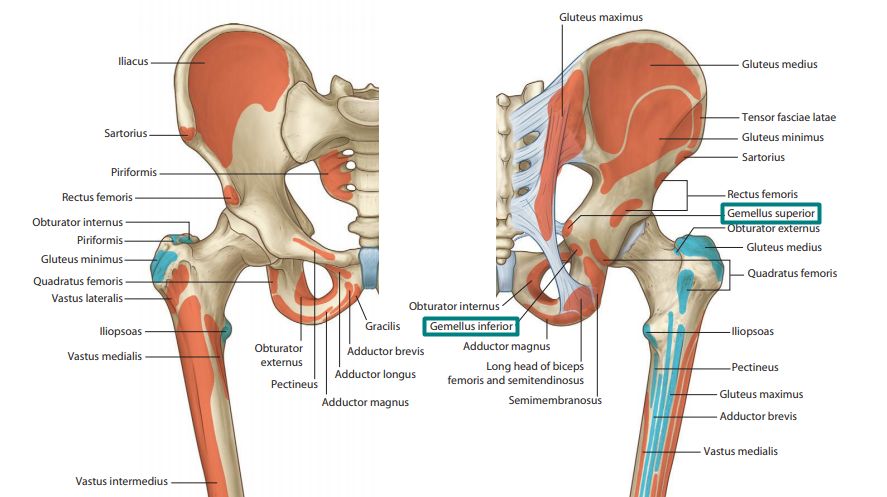 Gluteus maximus
Iliacus
Sartorius
Piriformis
Rectus femoris
Obturator internus
Piriformis
Gluteus minimus
Quadratus femoris
Vastus lateralis
Iliopsoas
Vastus medialis
Vastus intermedius
Obturator
externus
Pectineus
Gracilis
Adductor brevis
Adductor longus
Adductor magnus
Gluteus medius
Tensor fasciae latae
Gluteus minimus
Sartorius
Rectus femoris
Gemellus superior
Obturator externus
Gluteus medius
Quadratus femoris
Obturator internus
Gemellus inferior
Adductor magnus
Long head of biceps
femoris and semitendinosus
Semimembranosus
Iliopsoas
Pectineus
Gluteus maximus
Adductor brevis
Vastus medialis